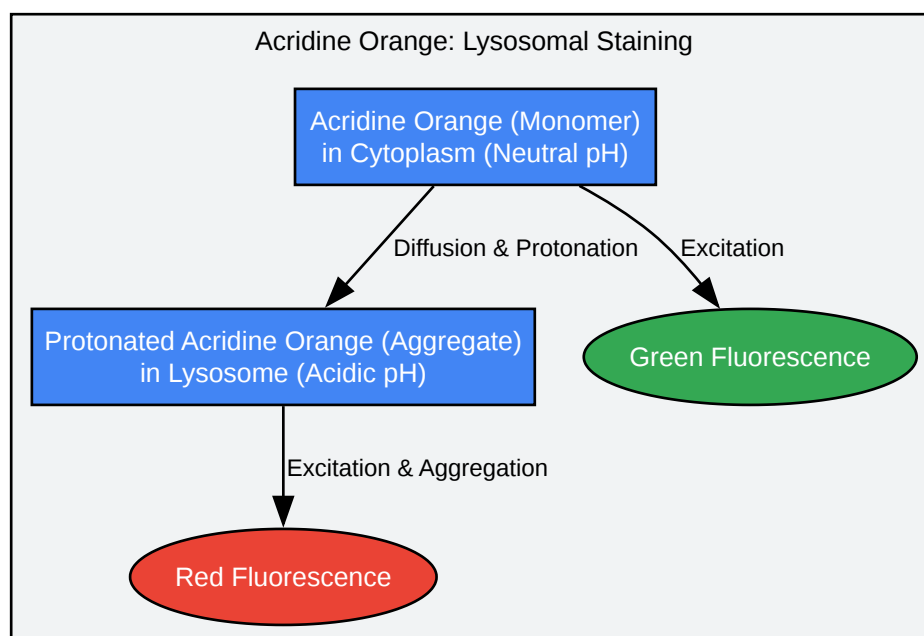 Acridine Orange: Lysosomal Staining
Acridine Orange (Monomer)
in Cytoplasm (Neutral pH)
Diffusion & Protonation
Excitation
Protonated Acridine Orange (Aggregate)
in Lysosome (Acidic pH)
Green Fluorescence
Excitation & Aggregation
Red Fluorescence